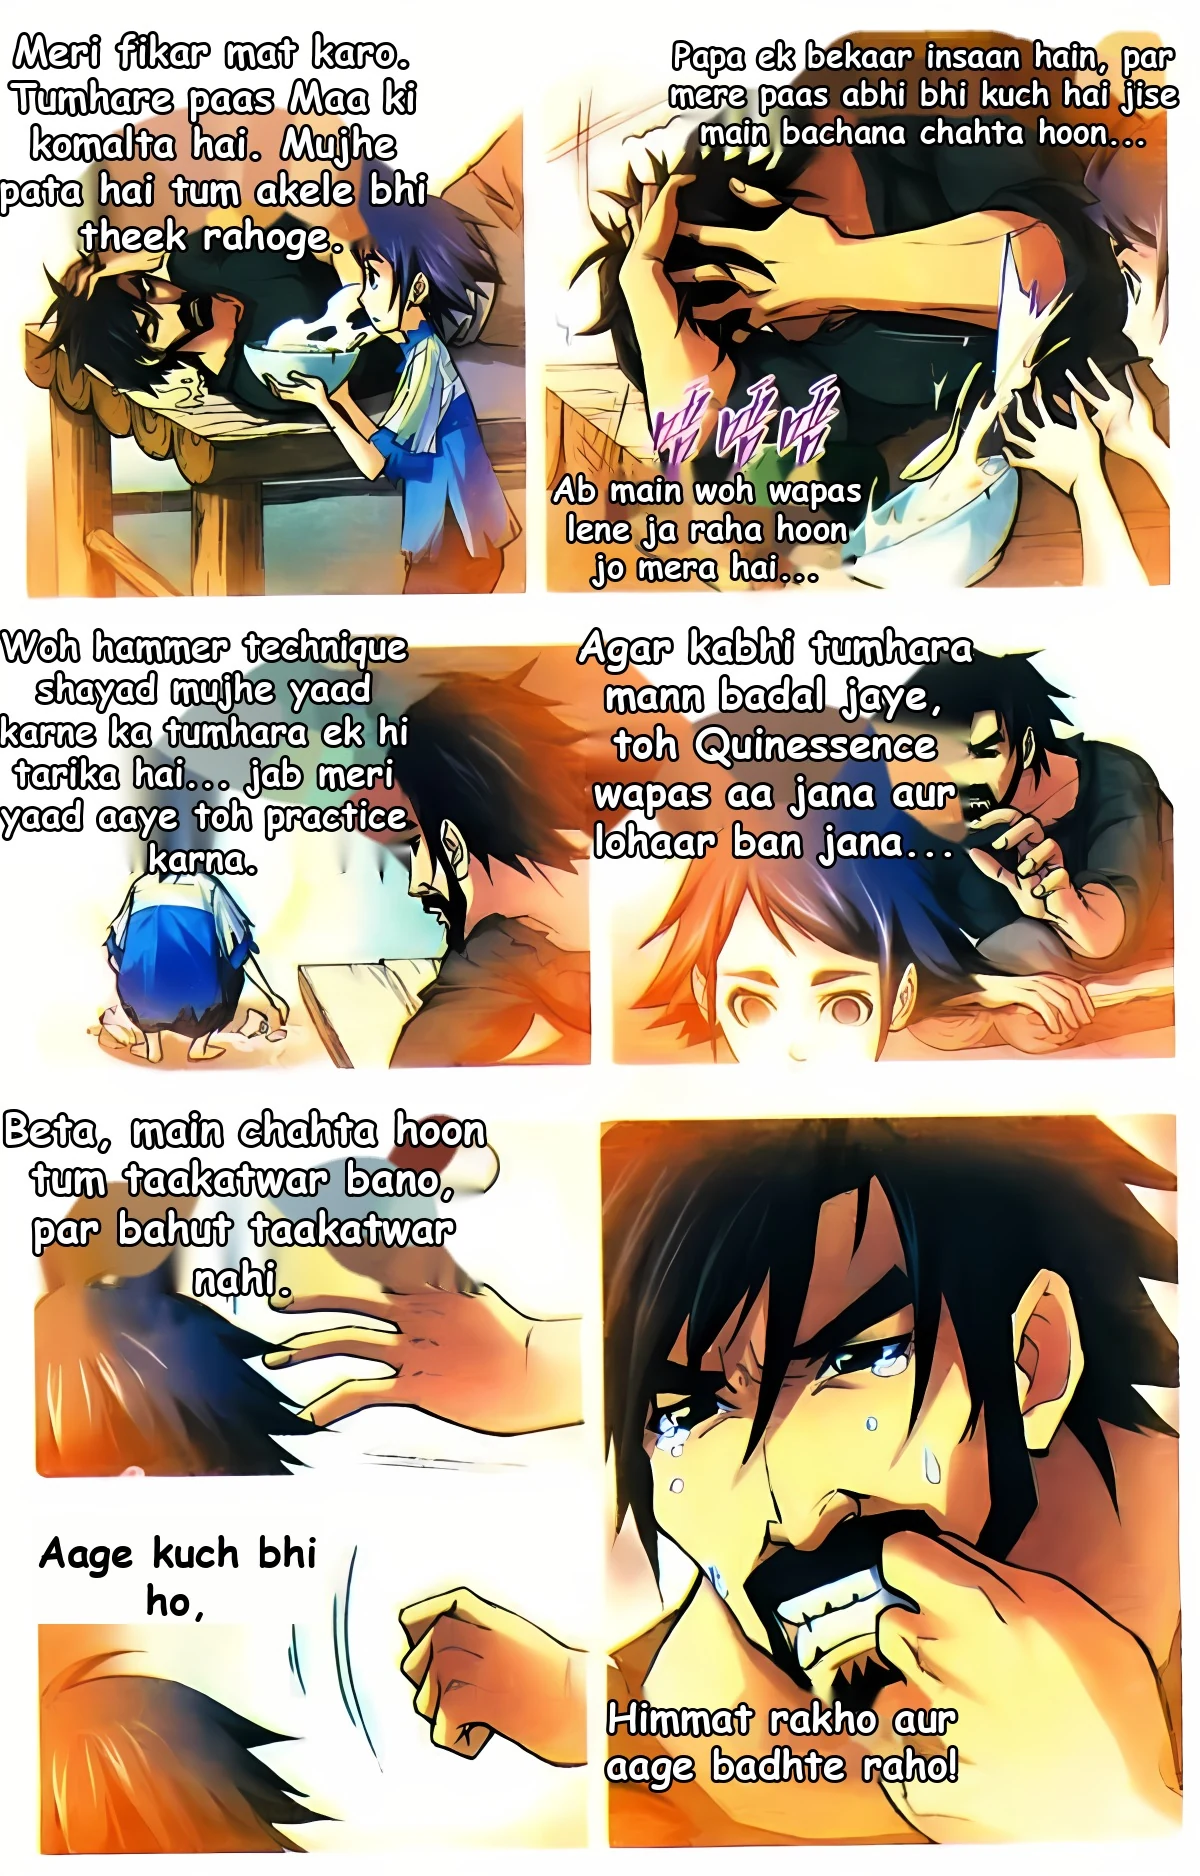 Meri fikar mat karo.
Tumhare paas Maa ki
komalta hai. Mujhe
pata hai tum akele bhi
theek rahoge.
Papa ek bekaar insaan hain, par
mere paas abhi bhi kuch hai jise
main bachana chahta hoon...
Ab main woh wapas
lene ja raha hoon
jo mera hai...
Woh hammer technique
shayad mujhe yaad
karne ka tumhara ek hi
tarika hai... jab meri
yaad aaye toh practice
karna.
Agar kabhi tumhara
mann badal jaye,
toh Quinessence
wapas aa jana aur
lohaar ban jana...
Beta, main chahta hoon
tum taakatwar bano,
par bahut taakatwar
nahi.
Aage kuch bhi
ho,
Himmat rakho aur
aage badhte raho!